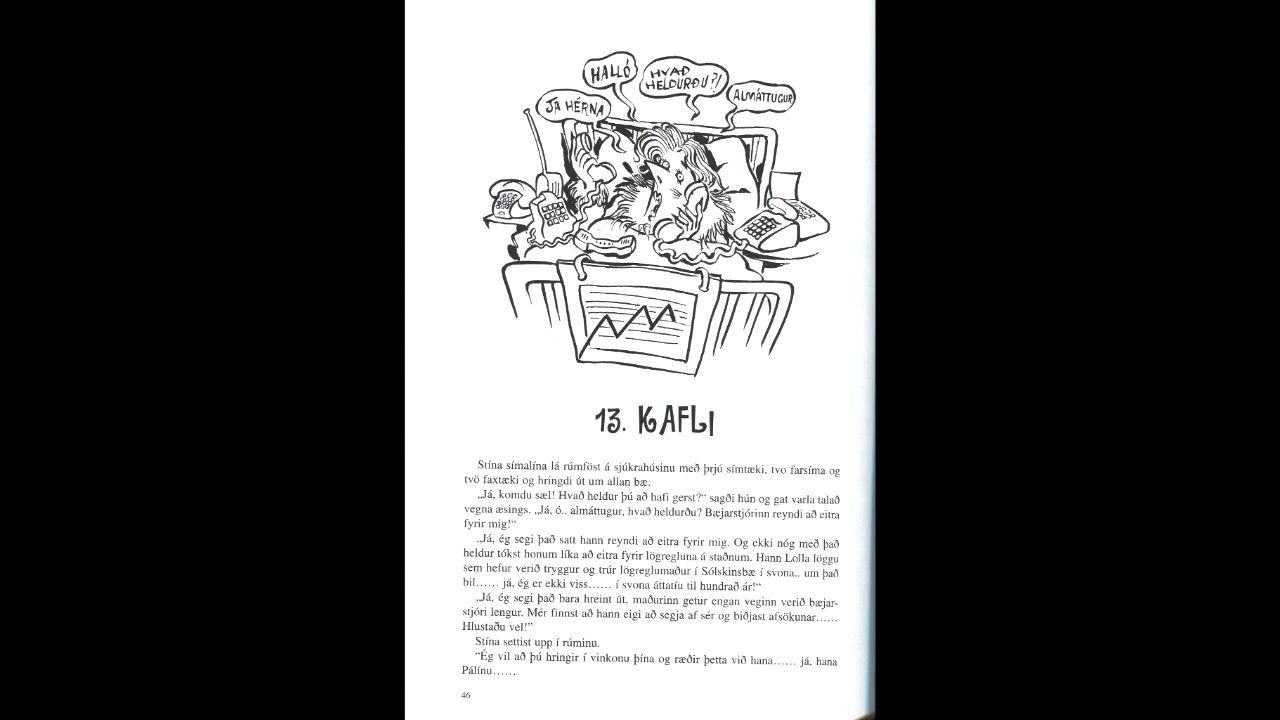 HALLÓ
HVAÐ
HELDURÐU?!
JA HÉRNA
ALMÁTTUGUR
13. KAFLI
Stína símalína lá rúmföst á sjúkrahúsinu með þrjú símtæki, tvo farsíma og
tvö faxtæki og hringdi út um allan bæ.
„Já, komdu sæl! Hvað heldur þú að hafi gerst?“ sagði hún og gat varla talað
vegna æsings. „Já, ó.. almáttugur, hvað heldurðu? Bæjarstjórinn reyndi að eitra
fyrir mig!“
„Já, ég segi það satt hann reyndi að eitra fyrir mig. Og ekki nóg með það
heldur tókst honum líka að eitra fyrir lögregluna á staðnum. Hann Lolla löggu
sem hefur verið tryggur og trúr lögreglumaður í Sólskinsbæ í svona.. um það
bil...... já, ég er ekki viss...... í svona áttatíu til hundrað ár!“
„Já, ég segi það bara hreint út, maðurinn getur engan veginn verið bæjar-
stjóri lengur. Mér finnst að hann eigi að segja af sér og biðjast afsökunar......
Hlustaðu vel!”
Stína settist upp í rúminu.
“Ég vil að þú hringir í vinkonu þína og ræðir þetta við hana...... já, hana
Pálínu......
46